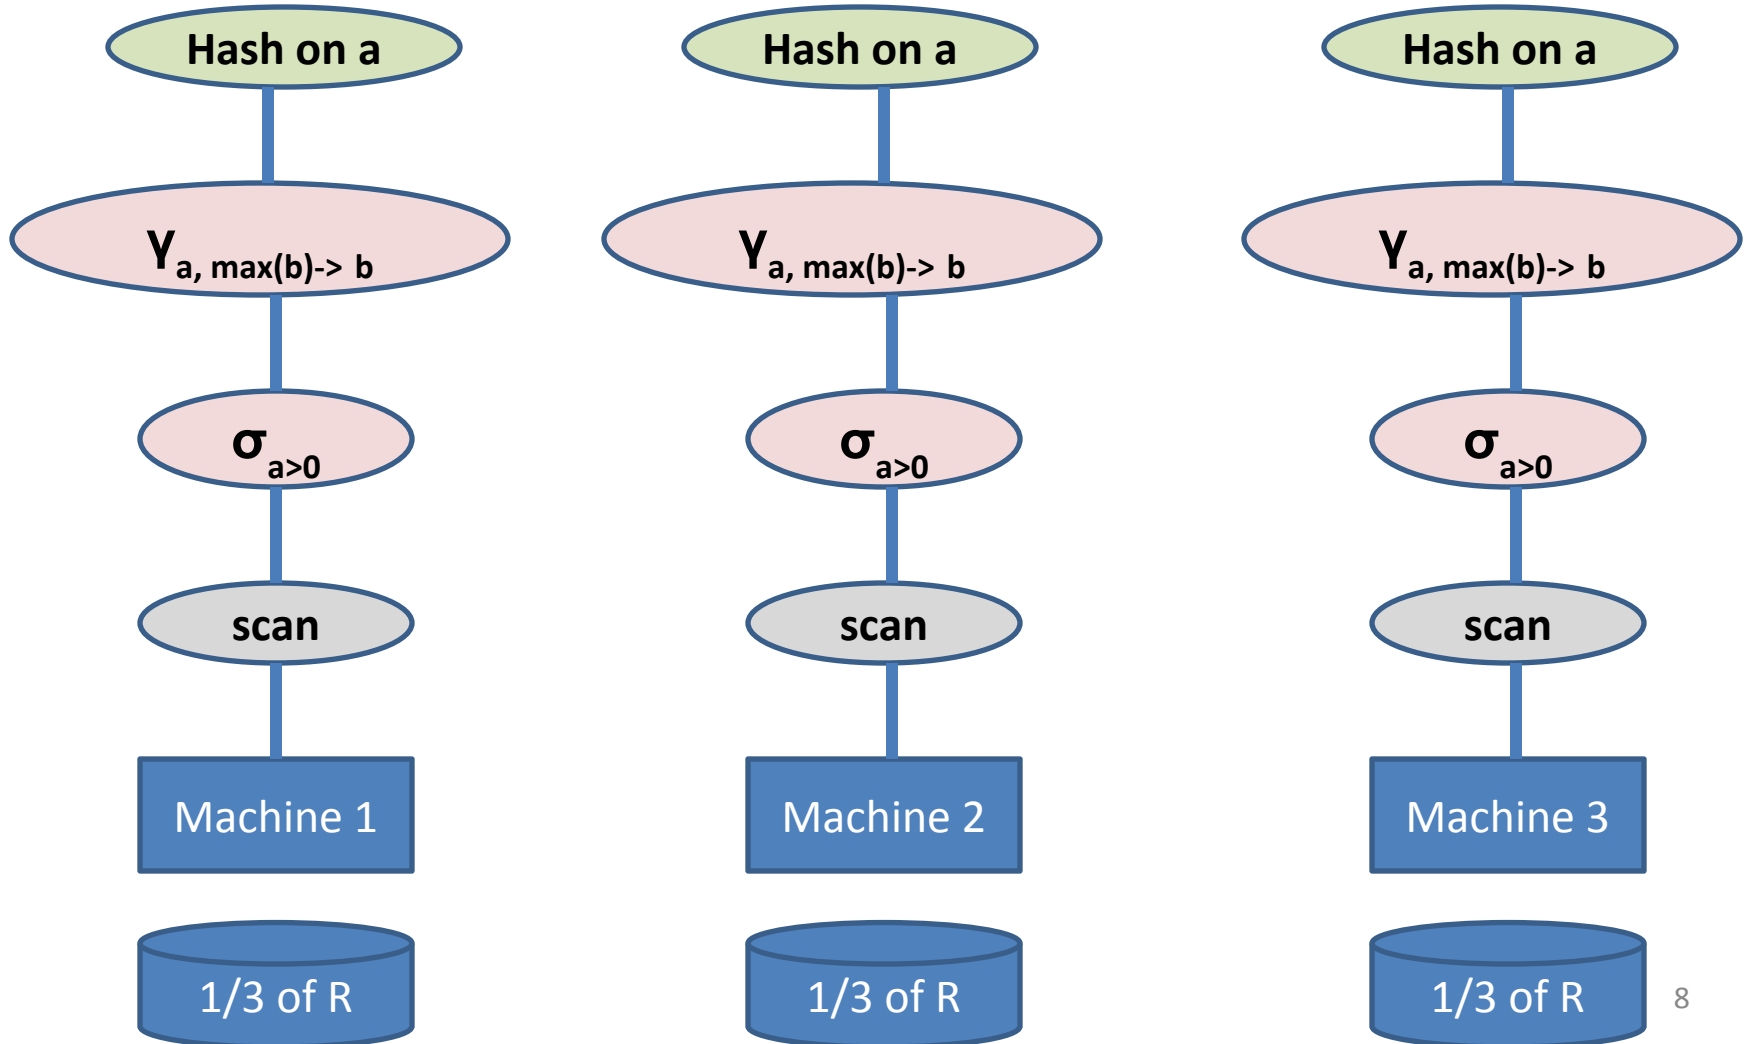 Hash on a
Hash on a
Hash on a
γa, max(b)-> b
γa, max(b)-> b
γa, max(b)-> b
σa>0
σa>0
σa>0
scan
scan
scan
Machine 1
Machine 2
Machine 3
1/3 of R
1/3 of R
1/3 of R
8